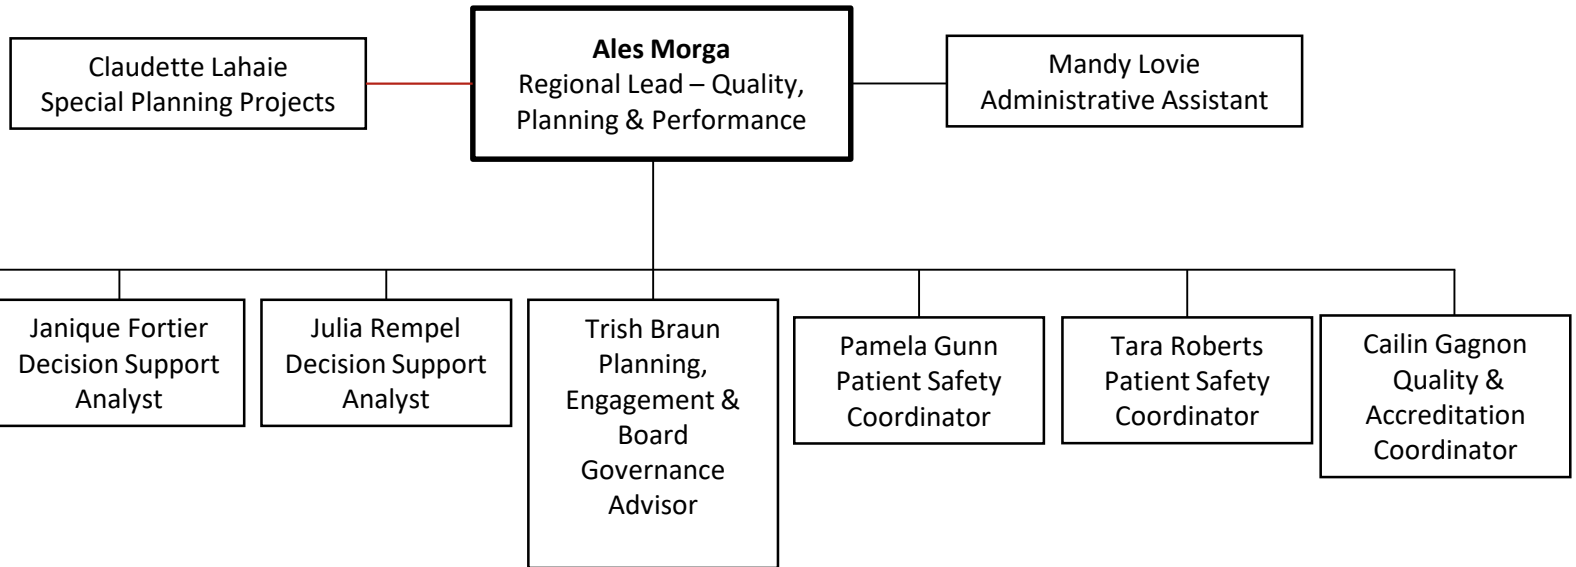 Claudette Lahaie
Special Planning Projects
Ales Morga
Regional Lead – Quality,
Planning & Performance
Mandy Lovie
Administrative Assistant
Janique Fortier
Decision Support
Analyst
Julia Rempel
Decision Support
Analyst
Trish Braun
Planning,
Engagement &
Board
Governance
Advisor
Pamela Gunn
Patient Safety
Coordinator
Tara Roberts
Patient Safety
Coordinator
Cailin Gagnon
Quality &
Accreditation
Coordinator